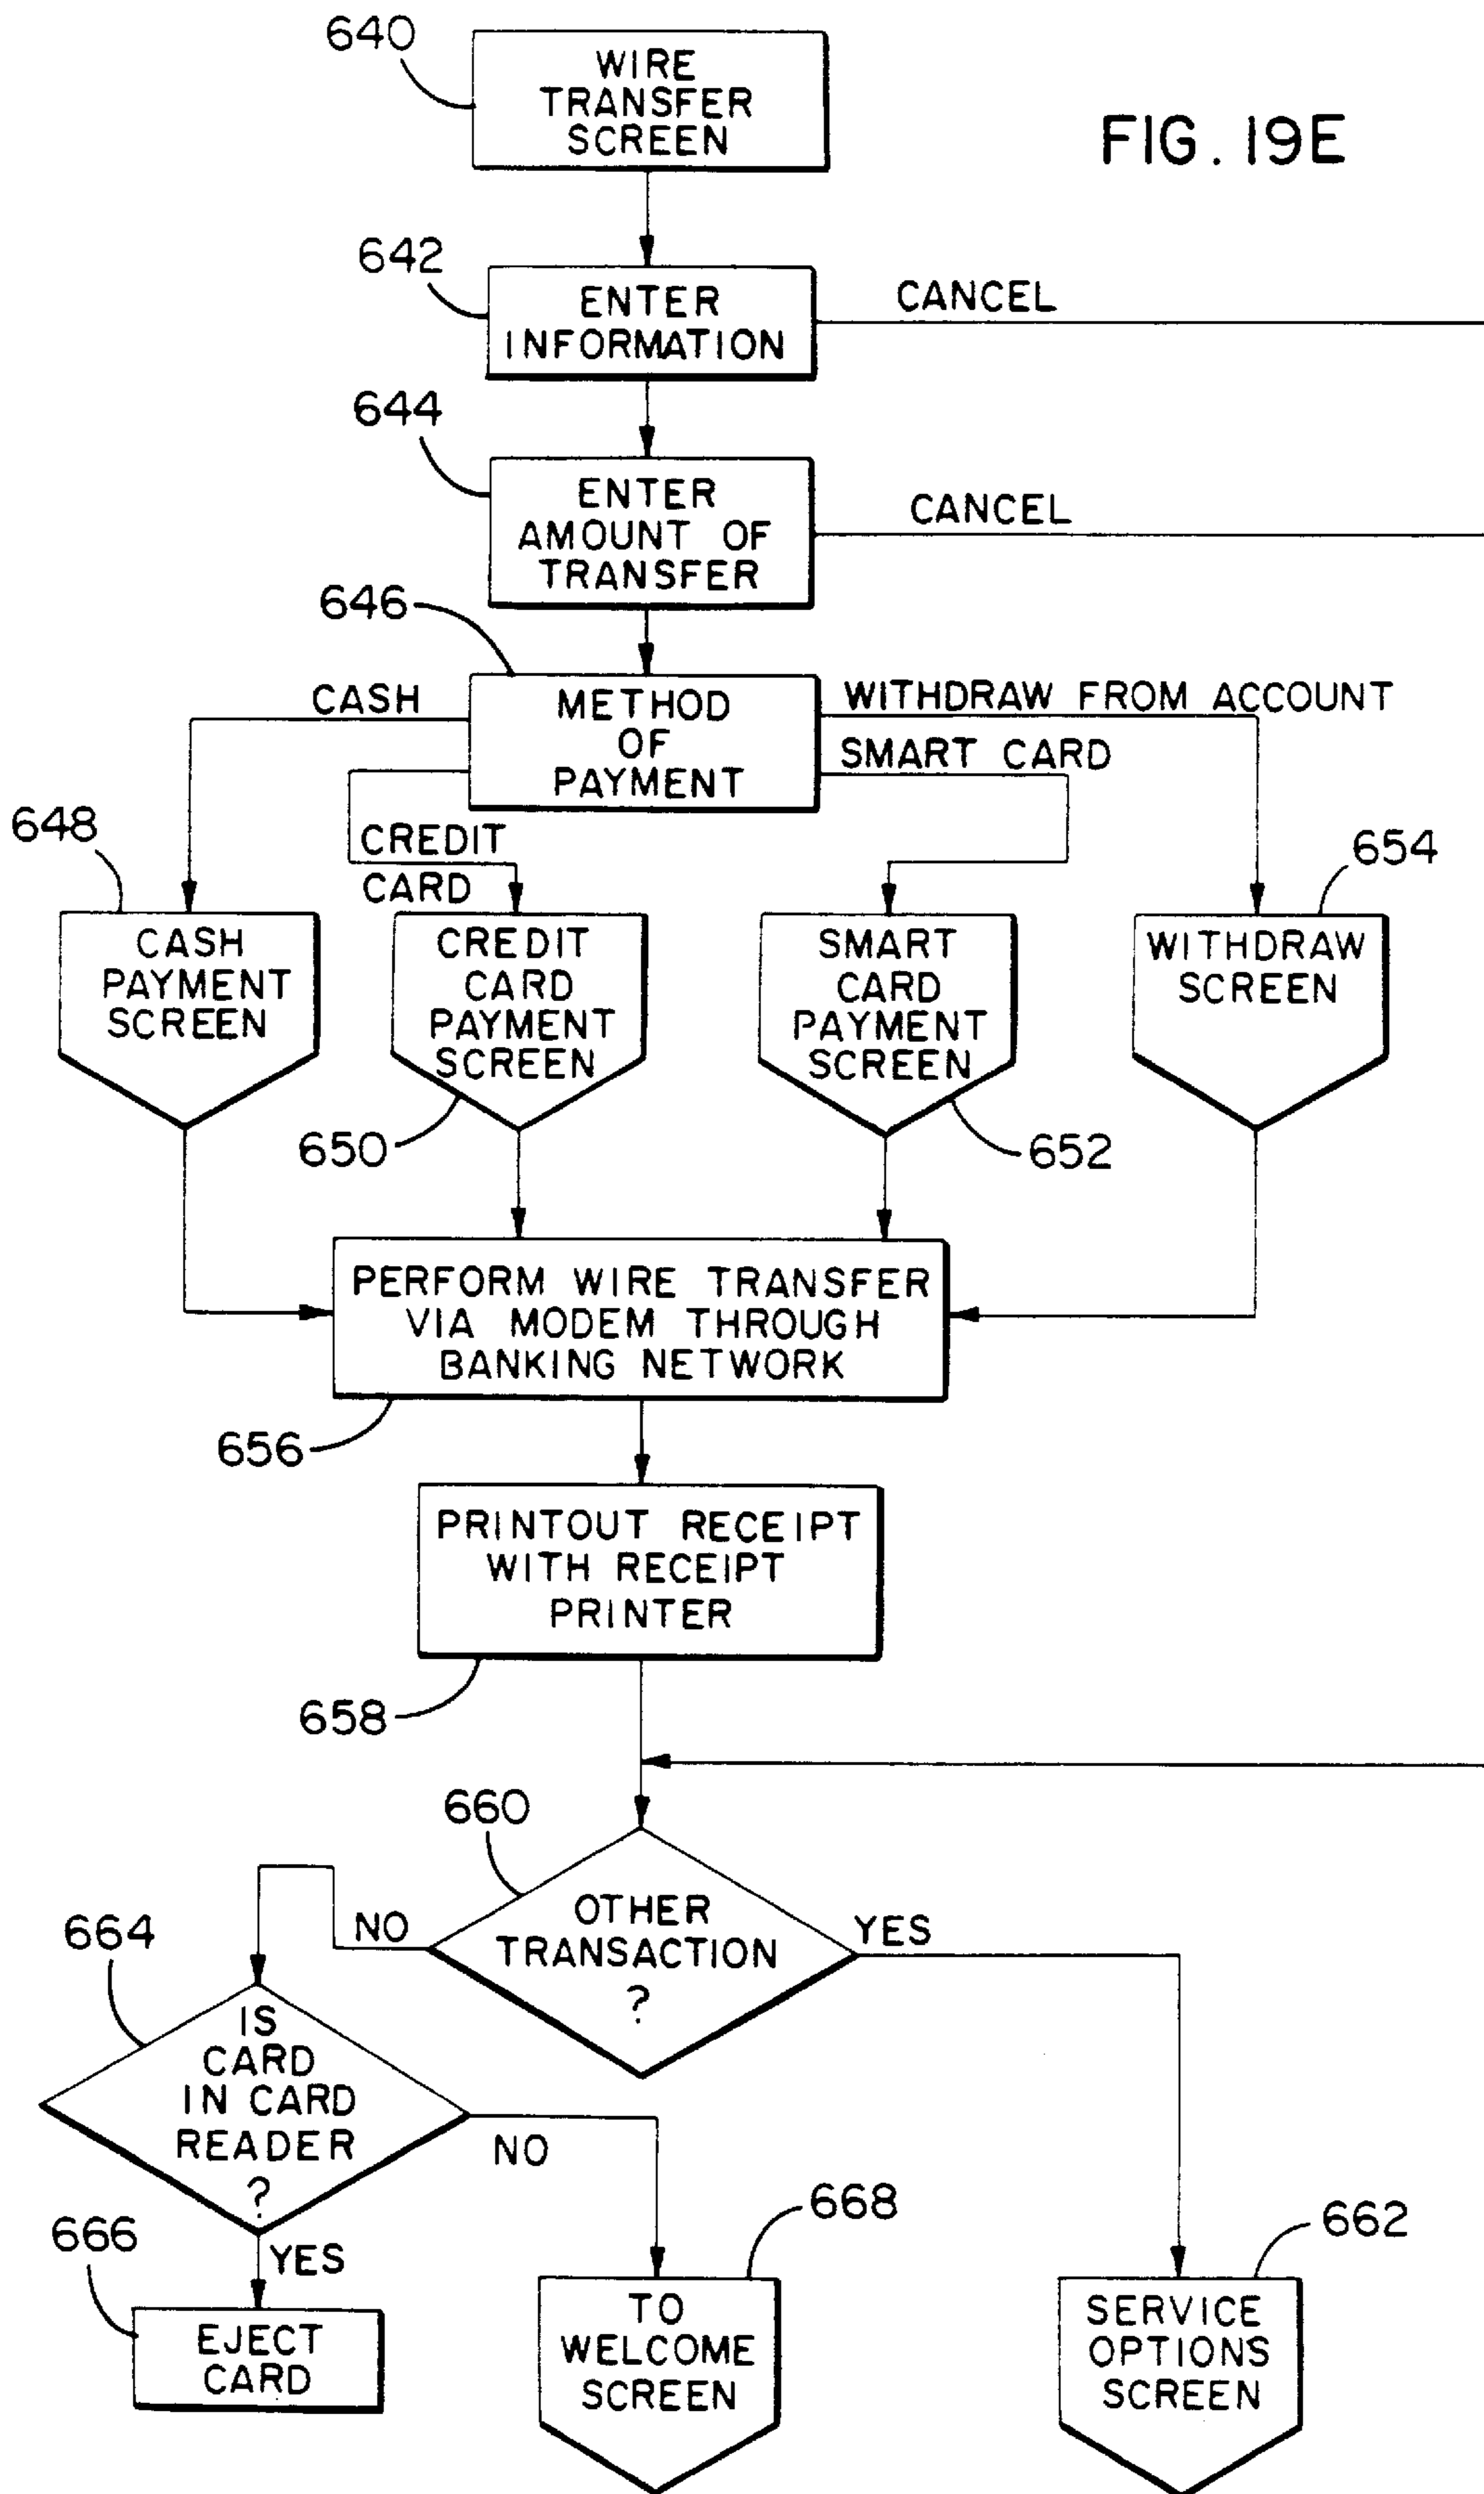 640
WIRE
TRANSFER
SCREEN
FIG. 19E
642
ENTER
INFORMATION
CANCEL
644
ENTER
AMOUNT OF
TRANSFER
CANCEL
646
METHOD
OF
PAYMENT
CASH
WITHDRAW FROM ACCOUNT
SMART CARD
CREDIT
CARD
648
654
CASH
PAYMENT
SCREEN
CREDIT
CARD
PAYMENT
SCREEN
SMART
CARD
PAYMENT
SCREEN
WITHDRAW
SCREEN
650
652
PERFORM WIRE TRANSFER
VIA MODEM THROUGH
BANKING NETWORK
656
PRINTOUT RECEIPT
WITH RECEIPT
PRINTER
658
660
OTHER
TRANSACTION
?
NO
YES
664
IS
CARD
IN CARD
READER
?
NO
YES
666
EJECT
CARD
668
TO
WELCOME
SCREEN
662
SERVICE
OPTIONS
SCREEN